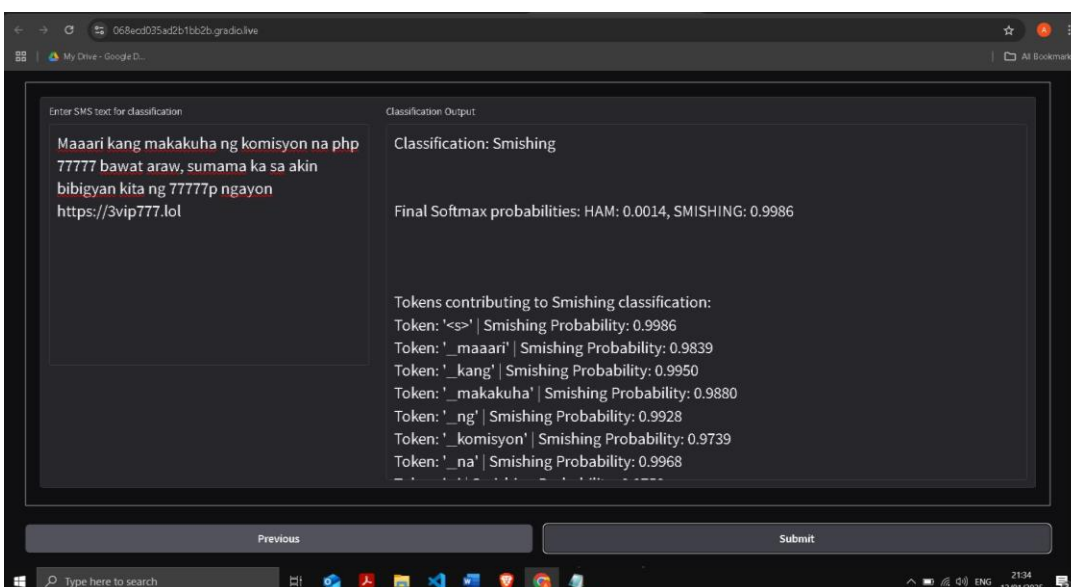 068ecd035ad2b1bb2b.gradio.live
My Drive - Google D...
All Bookmark
Enter SMS text for classification
Maaari kang makakuha ng komisyon na php
77777 bawat araw, sumama ka sa akin
bibigyan kita ng 77777p ngayon
https://3vip777.lol
Classification Output
Classification: Smishing
Final Softmax probabilities: HAM: 0.0014, SMISHING: 0.9986
Tokens contributing to Smishing classification:
Token: '<s>' | Smishing Probability: 0.9986
Token: '_maaari' | Smishing Probability: 0.9839
Token: '_kang' | Smishing Probability: 0.9950
Token: '_makakuha' | Smishing Probability: 0.9880
Token: '_ng' | Smishing Probability: 0.9928
Token: '_komisyon' | Smishing Probability: 0.9739
Token: '_na' | Smishing Probability: 0.9968
Previous
Submit
Type here to search
ENG
21:34